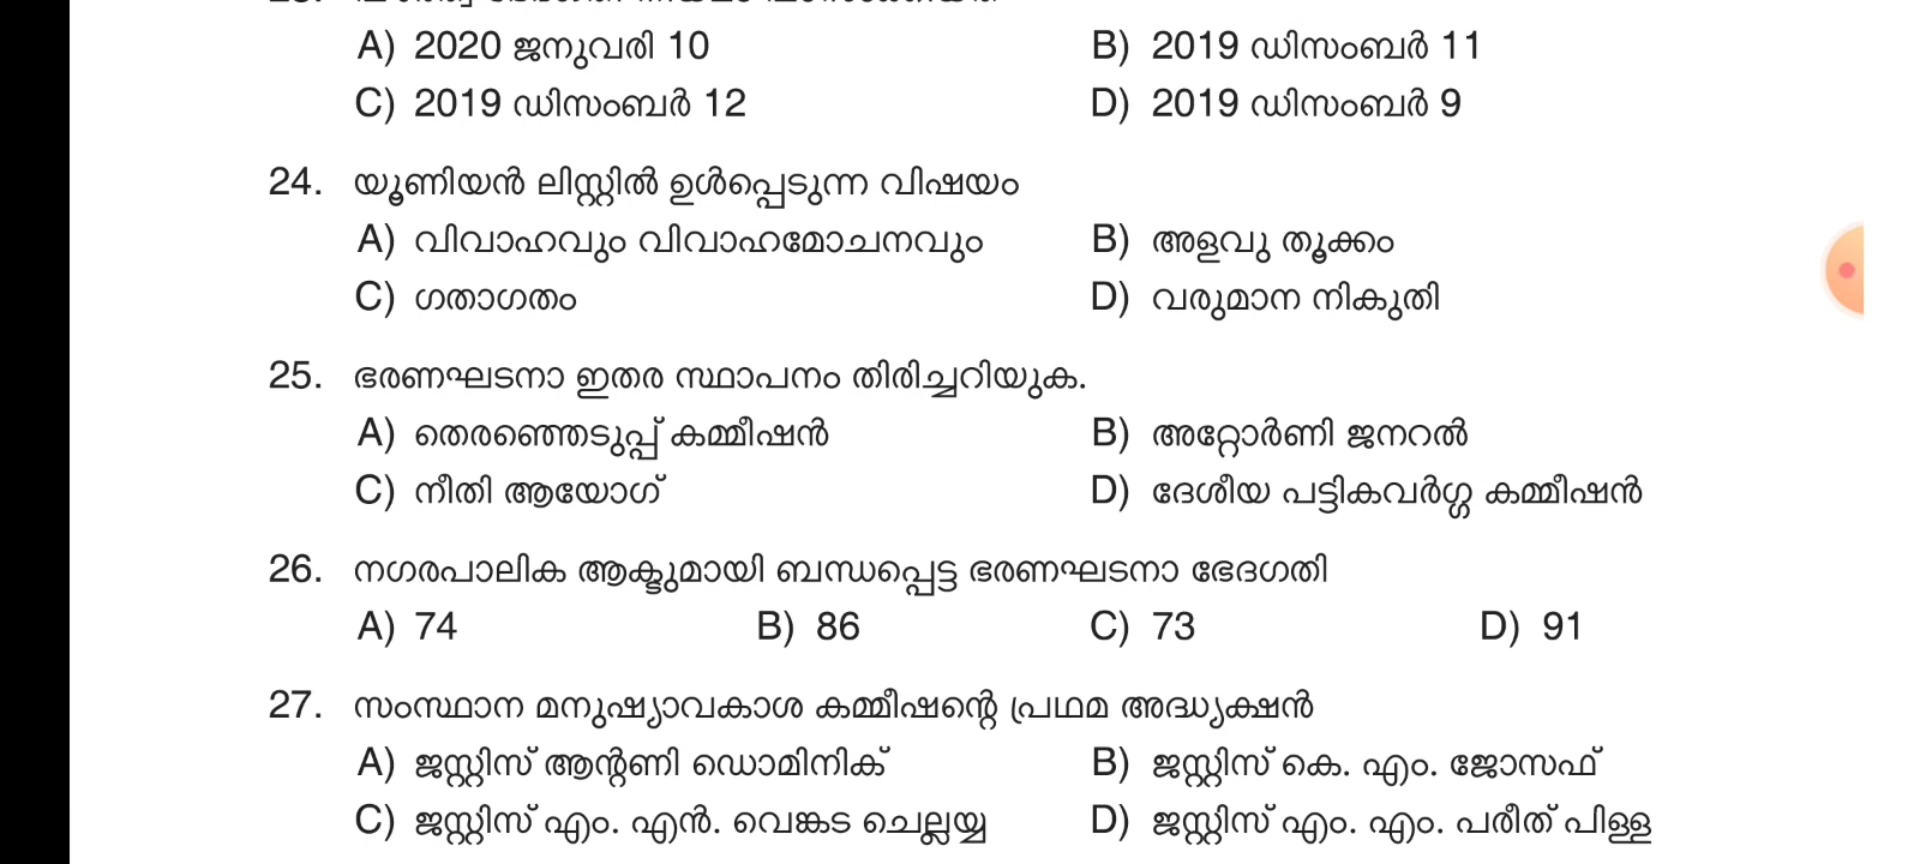 A) 2020 ജനുവരി 10 B) 2019 ഡിസംബർ 11
C) 2019 ഡിസംബർ 12 D) 2019 ഡിസംബർ 9
24. യൂണിയൻ ലിസ്റ്റിൽ ഉൾപ്പെടുന്ന വിഷയം
A) വിവാഹവും വിവാഹമോചനവും B) അളവു തൂക്കം
C) ഗതാഗതം D) വരുമാന നികുതി
25. ഭരണഘടനാ ഇതര സ്ഥാപനം തിരിച്ചറിയുക.
A) തെരഞ്ഞെടുപ്പ് കമ്മീഷൻ B) അറ്റോർണി ജനറൽ
C) നീതി ആയോഗ് D) ദേശീയ പട്ടികവർഗ്ഗ കമ്മീഷൻ
26. നഗരപാലിക ആക്ടുമായി ബന്ധപ്പെട്ട ഭരണഘടനാ ഭേദഗതി
A) 74 B) 86 C) 73 D) 91
27. സംസ്ഥാന മനുഷ്യാവകാശ കമ്മീഷന്റെ പ്രഥമ അദ്ധ്യക്ഷൻ
A) ജസ്റ്റിസ് ആന്റണി ഡൊമിനിക് B) ജസ്റ്റിസ് കെ. എം. ജോസഫ്
C) ജസ്റ്റിസ് എം. എൻ. വെങ്കട ചെല്ലയ്യ D) ജസ്റ്റിസ് എം. എം. പരീത് പിള്ള